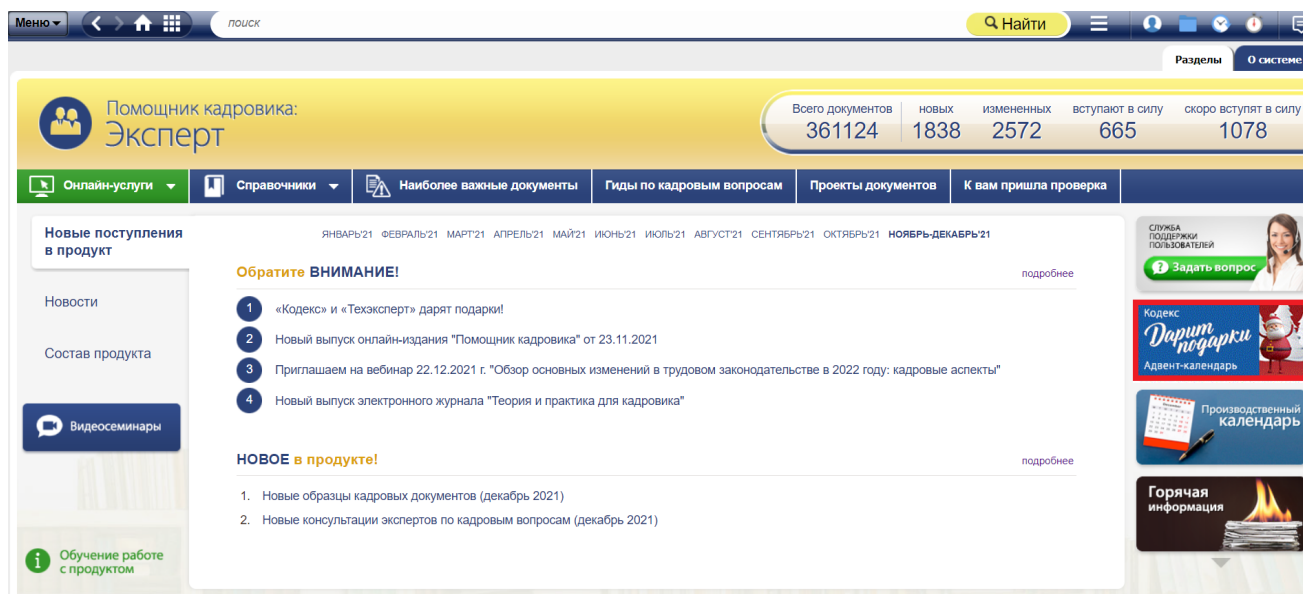 Меню
поиск
Найти
Разделы
О системе
Помощник кадровика:
Эксперт
Всего документов новых измененных вступают в силу скоро вступят в силу
361124 1838 2572 665 1078
Онлайн-услуги Справочники Наиболее важные документы Гиды по кадровым вопросам Проекты документов К вам пришла проверка
Новые поступления
в продукт
Новости
Состав продукта
Видеосеминары
Обучение работе
с продуктом
ЯНВАРЬ'21 ФЕВРАЛЬ'21 МАРТ'21 АПРЕЛЬ'21 МАЙ'21 ИЮНЬ'21 ИЮЛЬ'21 АВГУСТ'21 СЕНТЯБРЬ'21 ОКТЯБРЬ'21 НОЯБРЬ-ДЕКАБРЬ'21
Обратите ВНИМАНИЕ!
подробнее
1 «Кодекс» и «Техэксперт» дарят подарки!
2 Новый выпуск онлайн-издания "Помощник кадровика" от 23.11.2021
3 Приглашаем на вебинар 22.12.2021 г. "Обзор основных изменений в трудовом законодательстве в 2022 году: кадровые аспекты"
4 Новый выпуск электронного журнала "Теория и практика для кадровика"
НОВОЕ в продукте!
подробнее
1. Новые образцы кадровых документов (декабрь 2021)
2. Новые консультации экспертов по кадровым вопросам (декабрь 2021)
СЛУЖБА
ПОДДЕРЖКИ
ПОЛЬЗОВАТЕЛЕЙ
Задать вопрос
Кодекс
Дарит
подарки
Адвент-календарь
Производственный
календарь
Горячая
информация